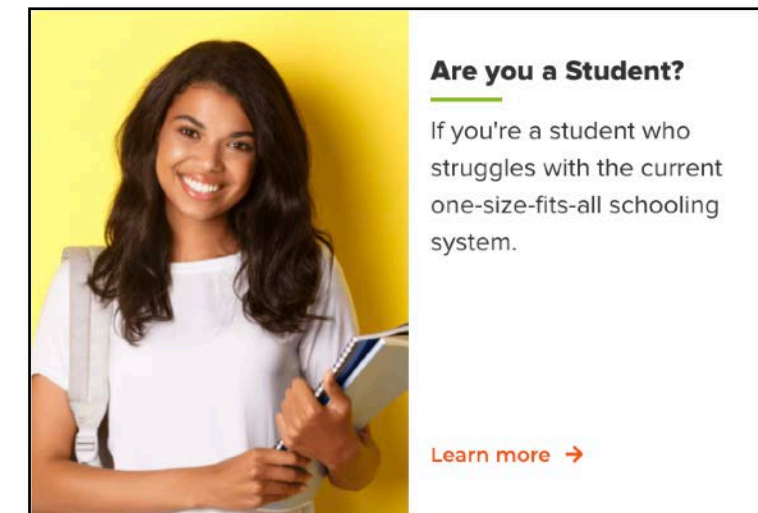 Are you a Student?
If you're a student who
struggles with the current
one-size-fits-all schooling
system.
Learn more →